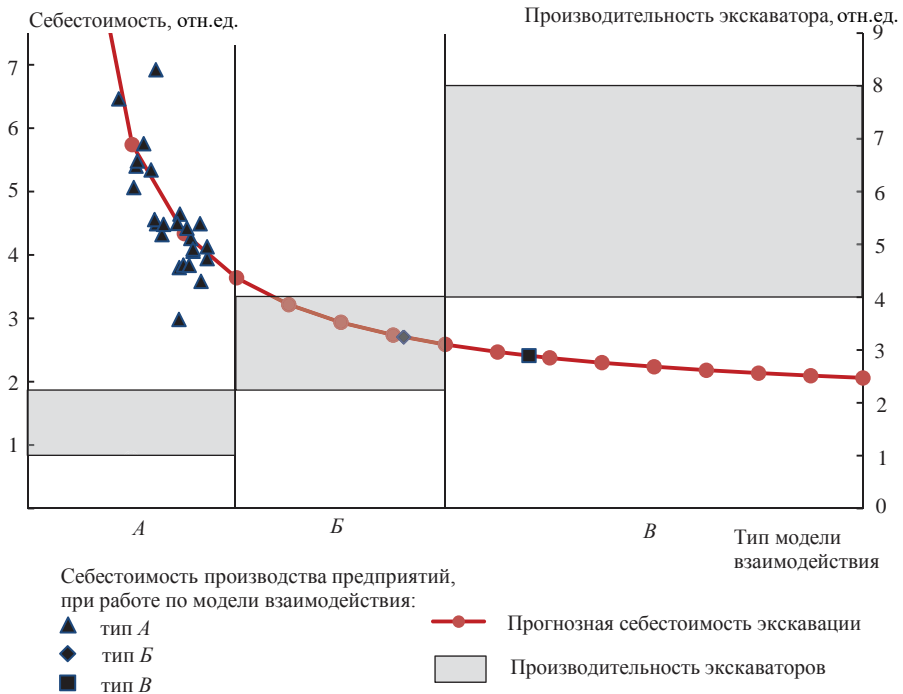 Себестоимость, отн.ед.
Производительность экскаватора, отн.ед.
7
6
5
4
3
2
1
9
8
7
6
5
4
3
2
1
0
А
Б
В
Тип модели
взаимодействия
Себестоимость производства предприятий,
при работе по модели взаимодействия:
тип А
тип Б
тип В
Прогнозная себестоимость экскавации
Производительность экскаваторов